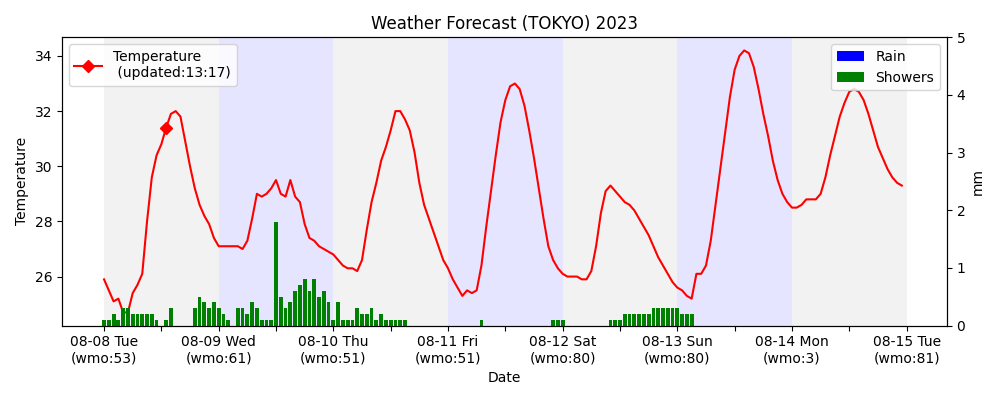 Weather Forecast (TOKYO) 2023
Temperature
(updated:13:17)
Rain
Showers
Temperature
34
32
30
28
26
mm
5
4
3
2
1
0
08-08 Tue
(wmo:53)
08-09 Wed
(wmo:61)
08-10 Thu
(wmo:51)
08-11 Fri
(wmo:51)
08-12 Sat
(wmo:80)
08-13 Sun
(wmo:80)
08-14 Mon
(wmo:3)
08-15 Tue
(wmo:81)
Date